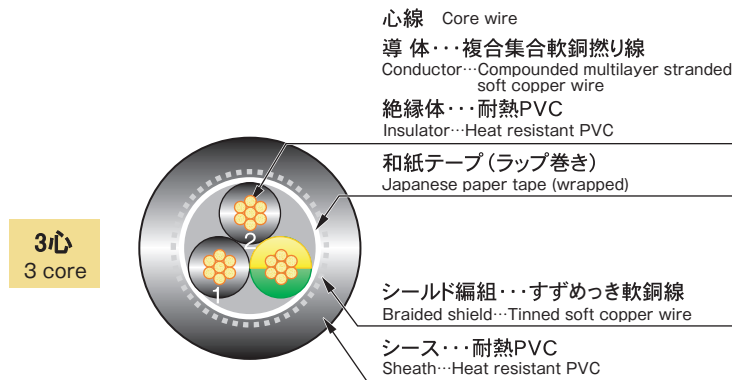 心線 Core wire
導 体･･･複合集合軟銅撚り線
Conductor…Compounded multilayer stranded
soft copper wire
絶縁体･･･耐熱PVC
Insulator…Heat resistant PVC
和紙テープ(ラップ巻き)
Japanese paper tape (wrapped)
3心
3 core
2
1
シールド編組･･･すずめっき軟銅線
Braided shield…Tinned soft copper wire
シース･･･耐熱PVC
Sheath…Heat resistant PVC